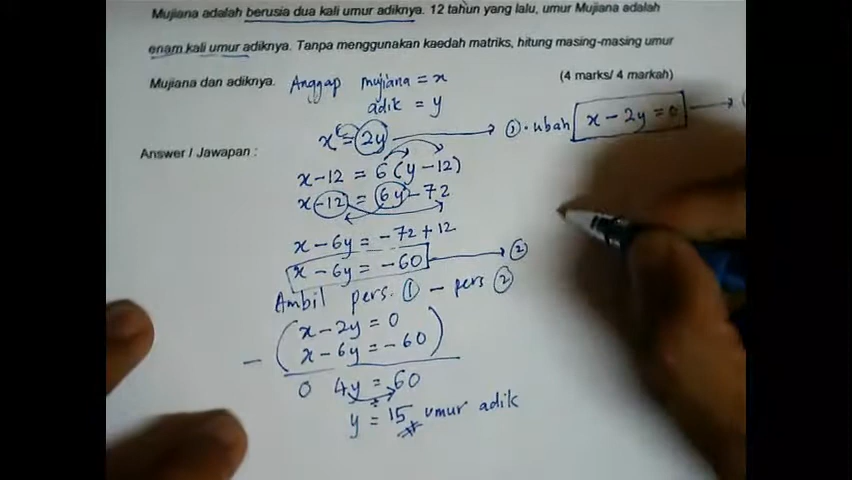 Mujiana adalah berusia dua kali umur adiknya. 12 tahun yang lalu, umur Mujiana adalah
enam kali umur adiknya. Tanpa menggunakan kaedah matriks, hitung masing-masing umur
Mujiana dan adiknya. (4 marks/ 4 markah)
Anggap mujiana = x
adik = y
x = 2y ①. ubah x - 2y = 0
Answer / Jawapan :
x - 12 = 6(y - 12)
x - 12 = 6y - 72
x - 6y = -72 + 12
x - 6y = -60 ②
Ambil pers. ① - pers ②
x - 2y = 0
- x - 6y = -60
0 4y = 60
y = 15 umur adik